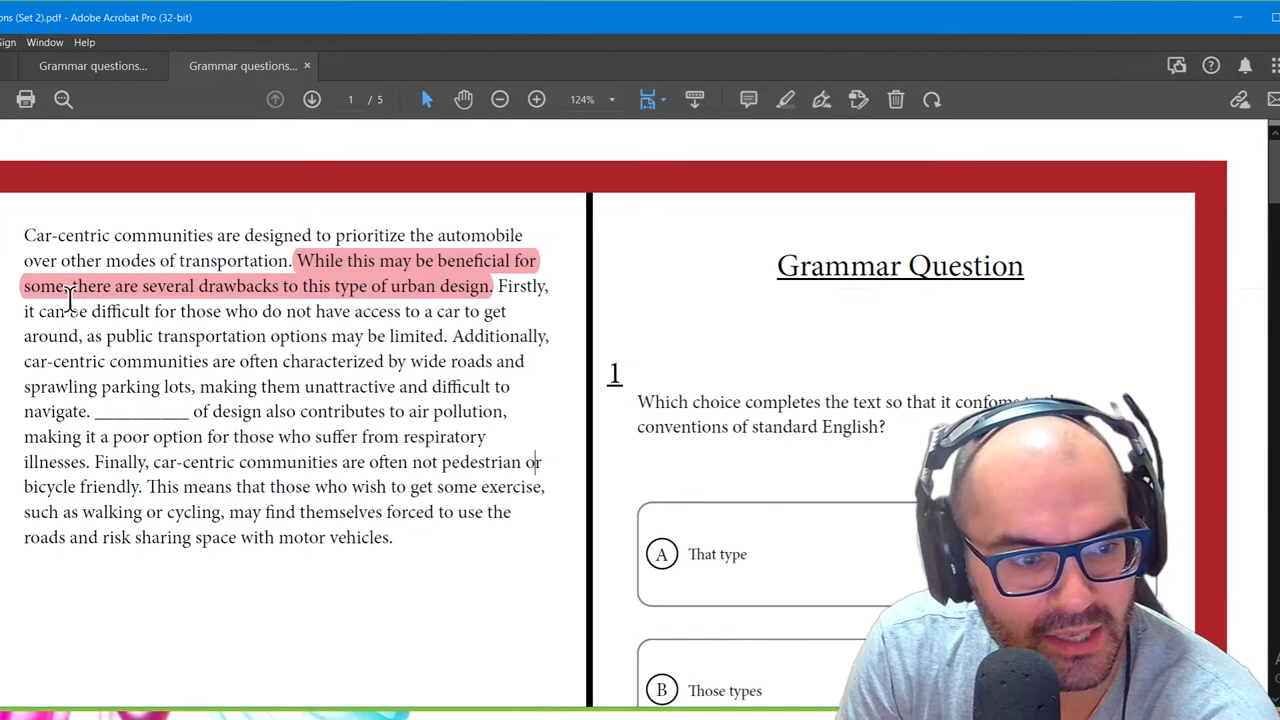 ons (Set 2).pdf - Adobe Acrobat Pro (32-bit)
Sign Window Help
Grammar questions...
Grammar questions... ×
1 / 5
124%
Car-centric communities are designed to prioritize the automobile
over other modes of transportation. While this may be beneficial for
some, there are several drawbacks to this type of urban design. Firstly,
it can be difficult for those who do not have access to a car to get
around, as public transportation options may be limited. Additionally,
car-centric communities are often characterized by wide roads and
sprawling parking lots, making them unattractive and difficult to
navigate. __________ of design also contributes to air pollution,
making it a poor option for those who suffer from respiratory
illnesses. Finally, car-centric communities are often not pedestrian or
bicycle friendly. This means that those who wish to get some exercise,
such as walking or cycling, may find themselves forced to use the
roads and risk sharing space with motor vehicles.
Grammar Question
1
Which choice completes the text so that it confoms to the
conventions of standard English?
A That type
B Those types